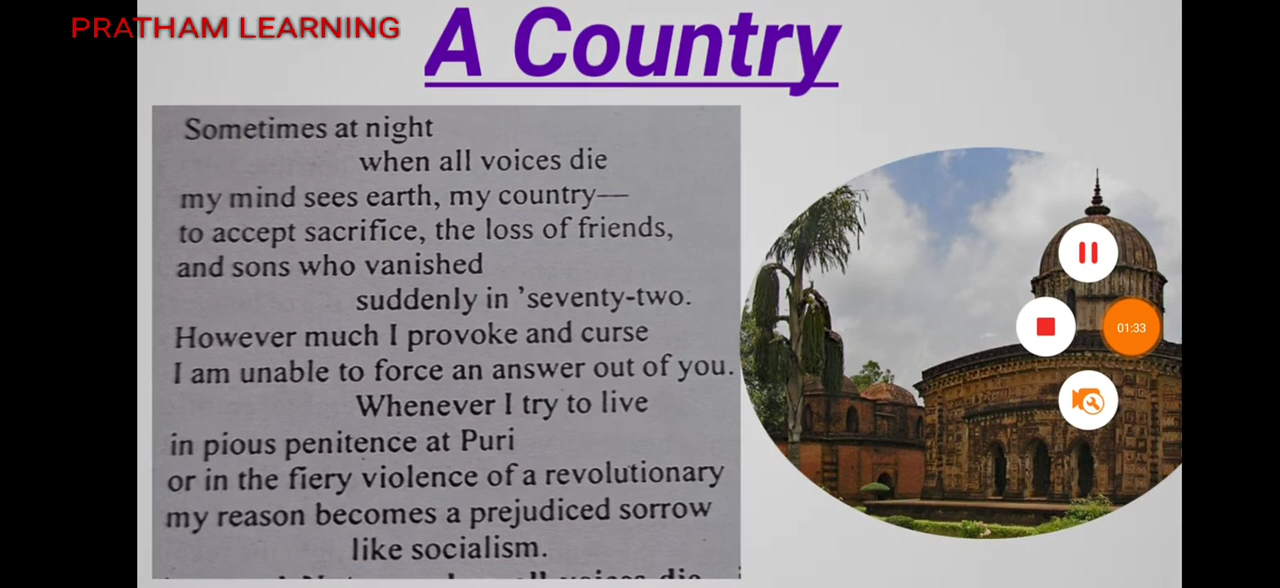 PRATHAM LEARNING
A Country
Sometimes at night
when all voices die
my mind sees earth, my country—
to accept sacrifice, the loss of friends,
and sons who vanished
suddenly in ’seventy-two.
However much I provoke and curse
I am unable to force an answer out of you.
Whenever I try to live
in pious penitence at Puri
or in the fiery violence of a revolutionary
my reason becomes a prejudiced sorrow
like socialism.
all voices die
01:33